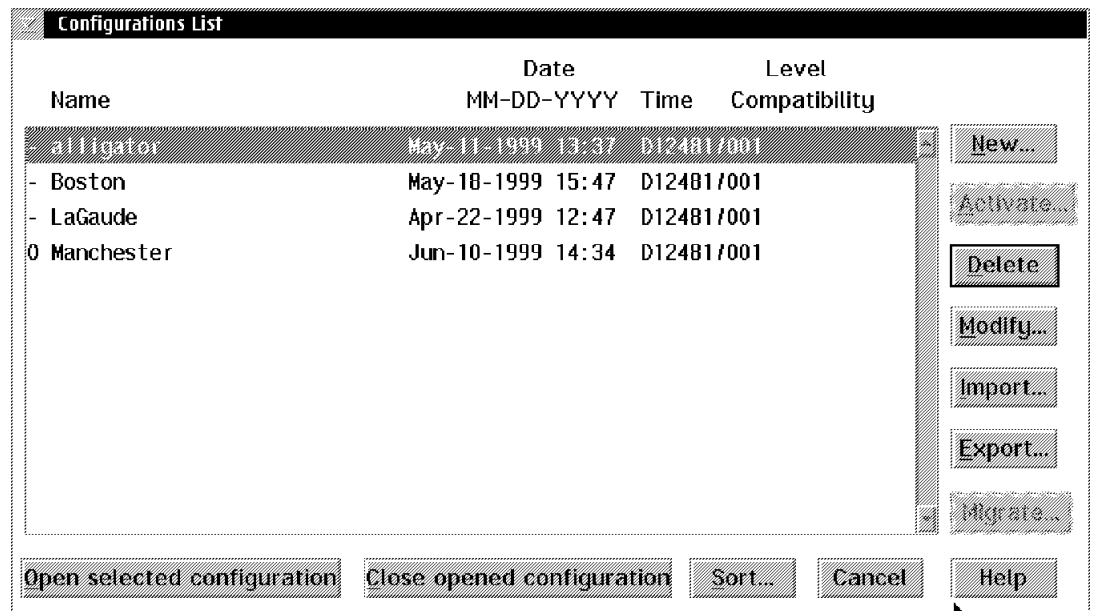 Configurations List
Date Level
Name MM-DD-YYYY Time Compatibility
- alligator May-11-1999 13:37 D12481/001
- Boston May-18-1999 15:47 D12481/001
- LaGaude Apr-22-1999 12:47 D12481/001
O Manchester Jun-10-1999 14:34 D12481/001
New...
Activate...
Delete
Modify...
Import...
Export...
Migrate...
Open selected configuration Close opened configuration Sort... Cancel Help